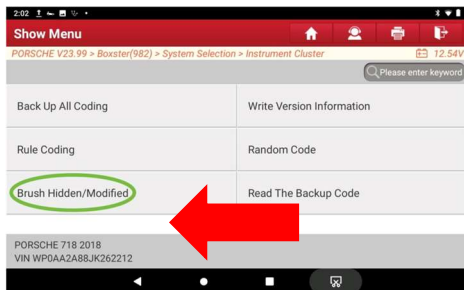 2:02
Show Menu
PORSCHE V23.99 > Boxster(982) > System Selection > Instrument Cluster
12.54V
Please enter keyword
Back Up All Coding
Write Version Information
Rule Coding
Random Code
Brush Hidden/Modified
Read The Backup Code
PORSCHE 718 2018
VIN WP0AA2A88JK262212